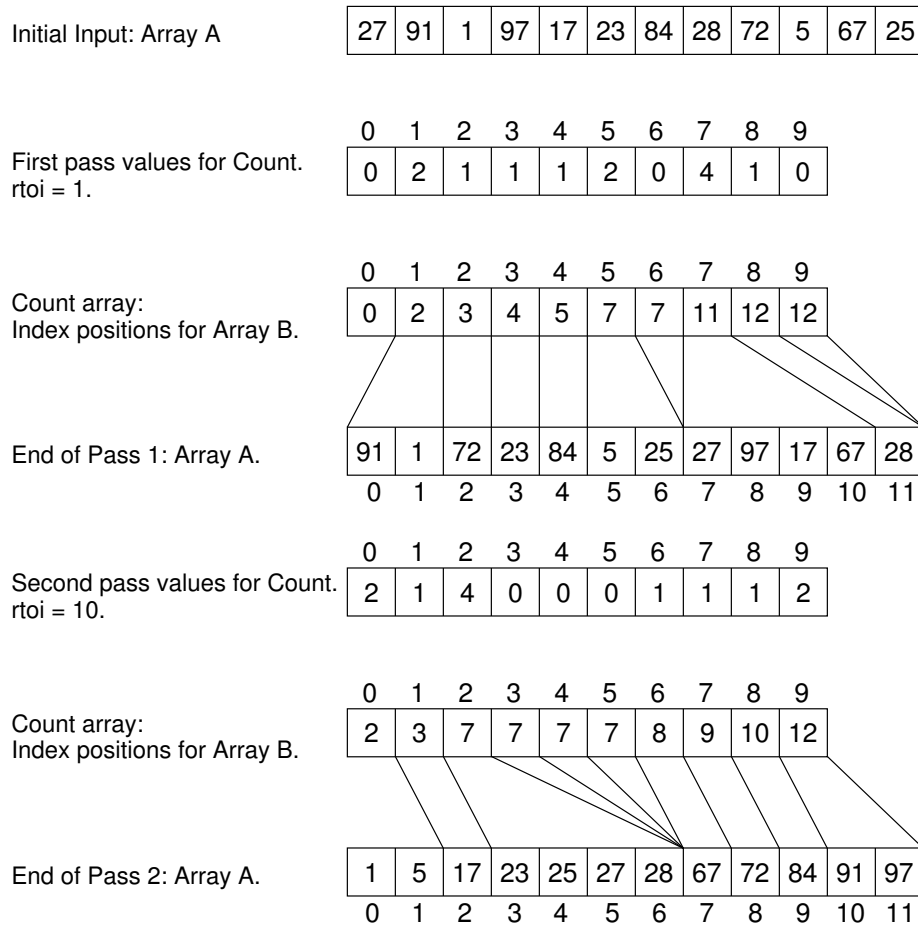 Initial Input: Array A
27 91 1 97 17 23 84 28 72 5 67 25
0 1 2 3 4 5 6 7 8 9
First pass values for Count.
rtoi = 1.
0 2 1 1 1 2 0 4 1 0
0 1 2 3 4 5 6 7 8 9
Count array:
Index positions for Array B.
0 2 3 4 5 7 7 11 12 12
End of Pass 1: Array A.
91 1 72 23 84 5 25 27 97 17 67 28
0 1 2 3 4 5 6 7 8 9 10 11
0 1 2 3 4 5 6 7 8 9
Second pass values for Count.
rtoi = 10.
2 1 4 0 0 0 1 1 1 2
0 1 2 3 4 5 6 7 8 9
Count array:
Index positions for Array B.
2 3 7 7 7 7 8 9 10 12
End of Pass 2: Array A.
1 5 17 23 25 27 28 67 72 84 91 97
0 1 2 3 4 5 6 7 8 9 10 11